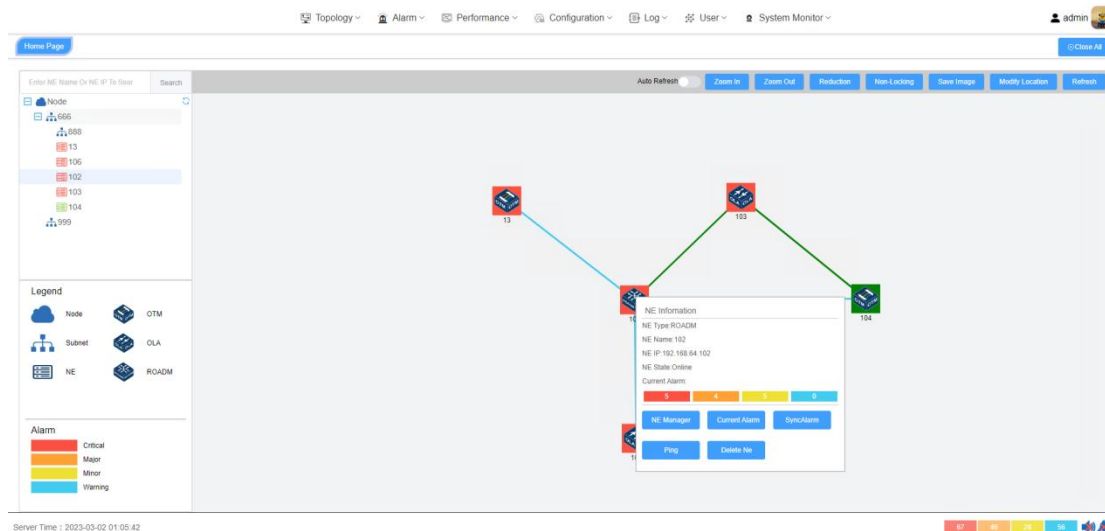 Topology Alarm Performance Configuration Log User System Monitor admin
Home Page Close All
Enter NE Name Or NE IP To Sear Search Auto Refresh Zoom In Zoom Out Reduction Non-Locking Save Image Modify Location Refresh
Node
666
888
13
106
102
103
104
999
13
103
104
NE Infomation
NE Type:ROADM
NE Name:102
NE IP:192.168.64.102
NE State:Online
Current Alarm:
5 4 5 0
NE Manager Current Alarm SyncAlarm
Ping Delete Ne
Legend
Node OTM
Subnet OLA
NE ROADM
Alarm
Critical
Major
Minor
Warning
Server Time : 2023-03-02 01:05:42 67 46 28 56